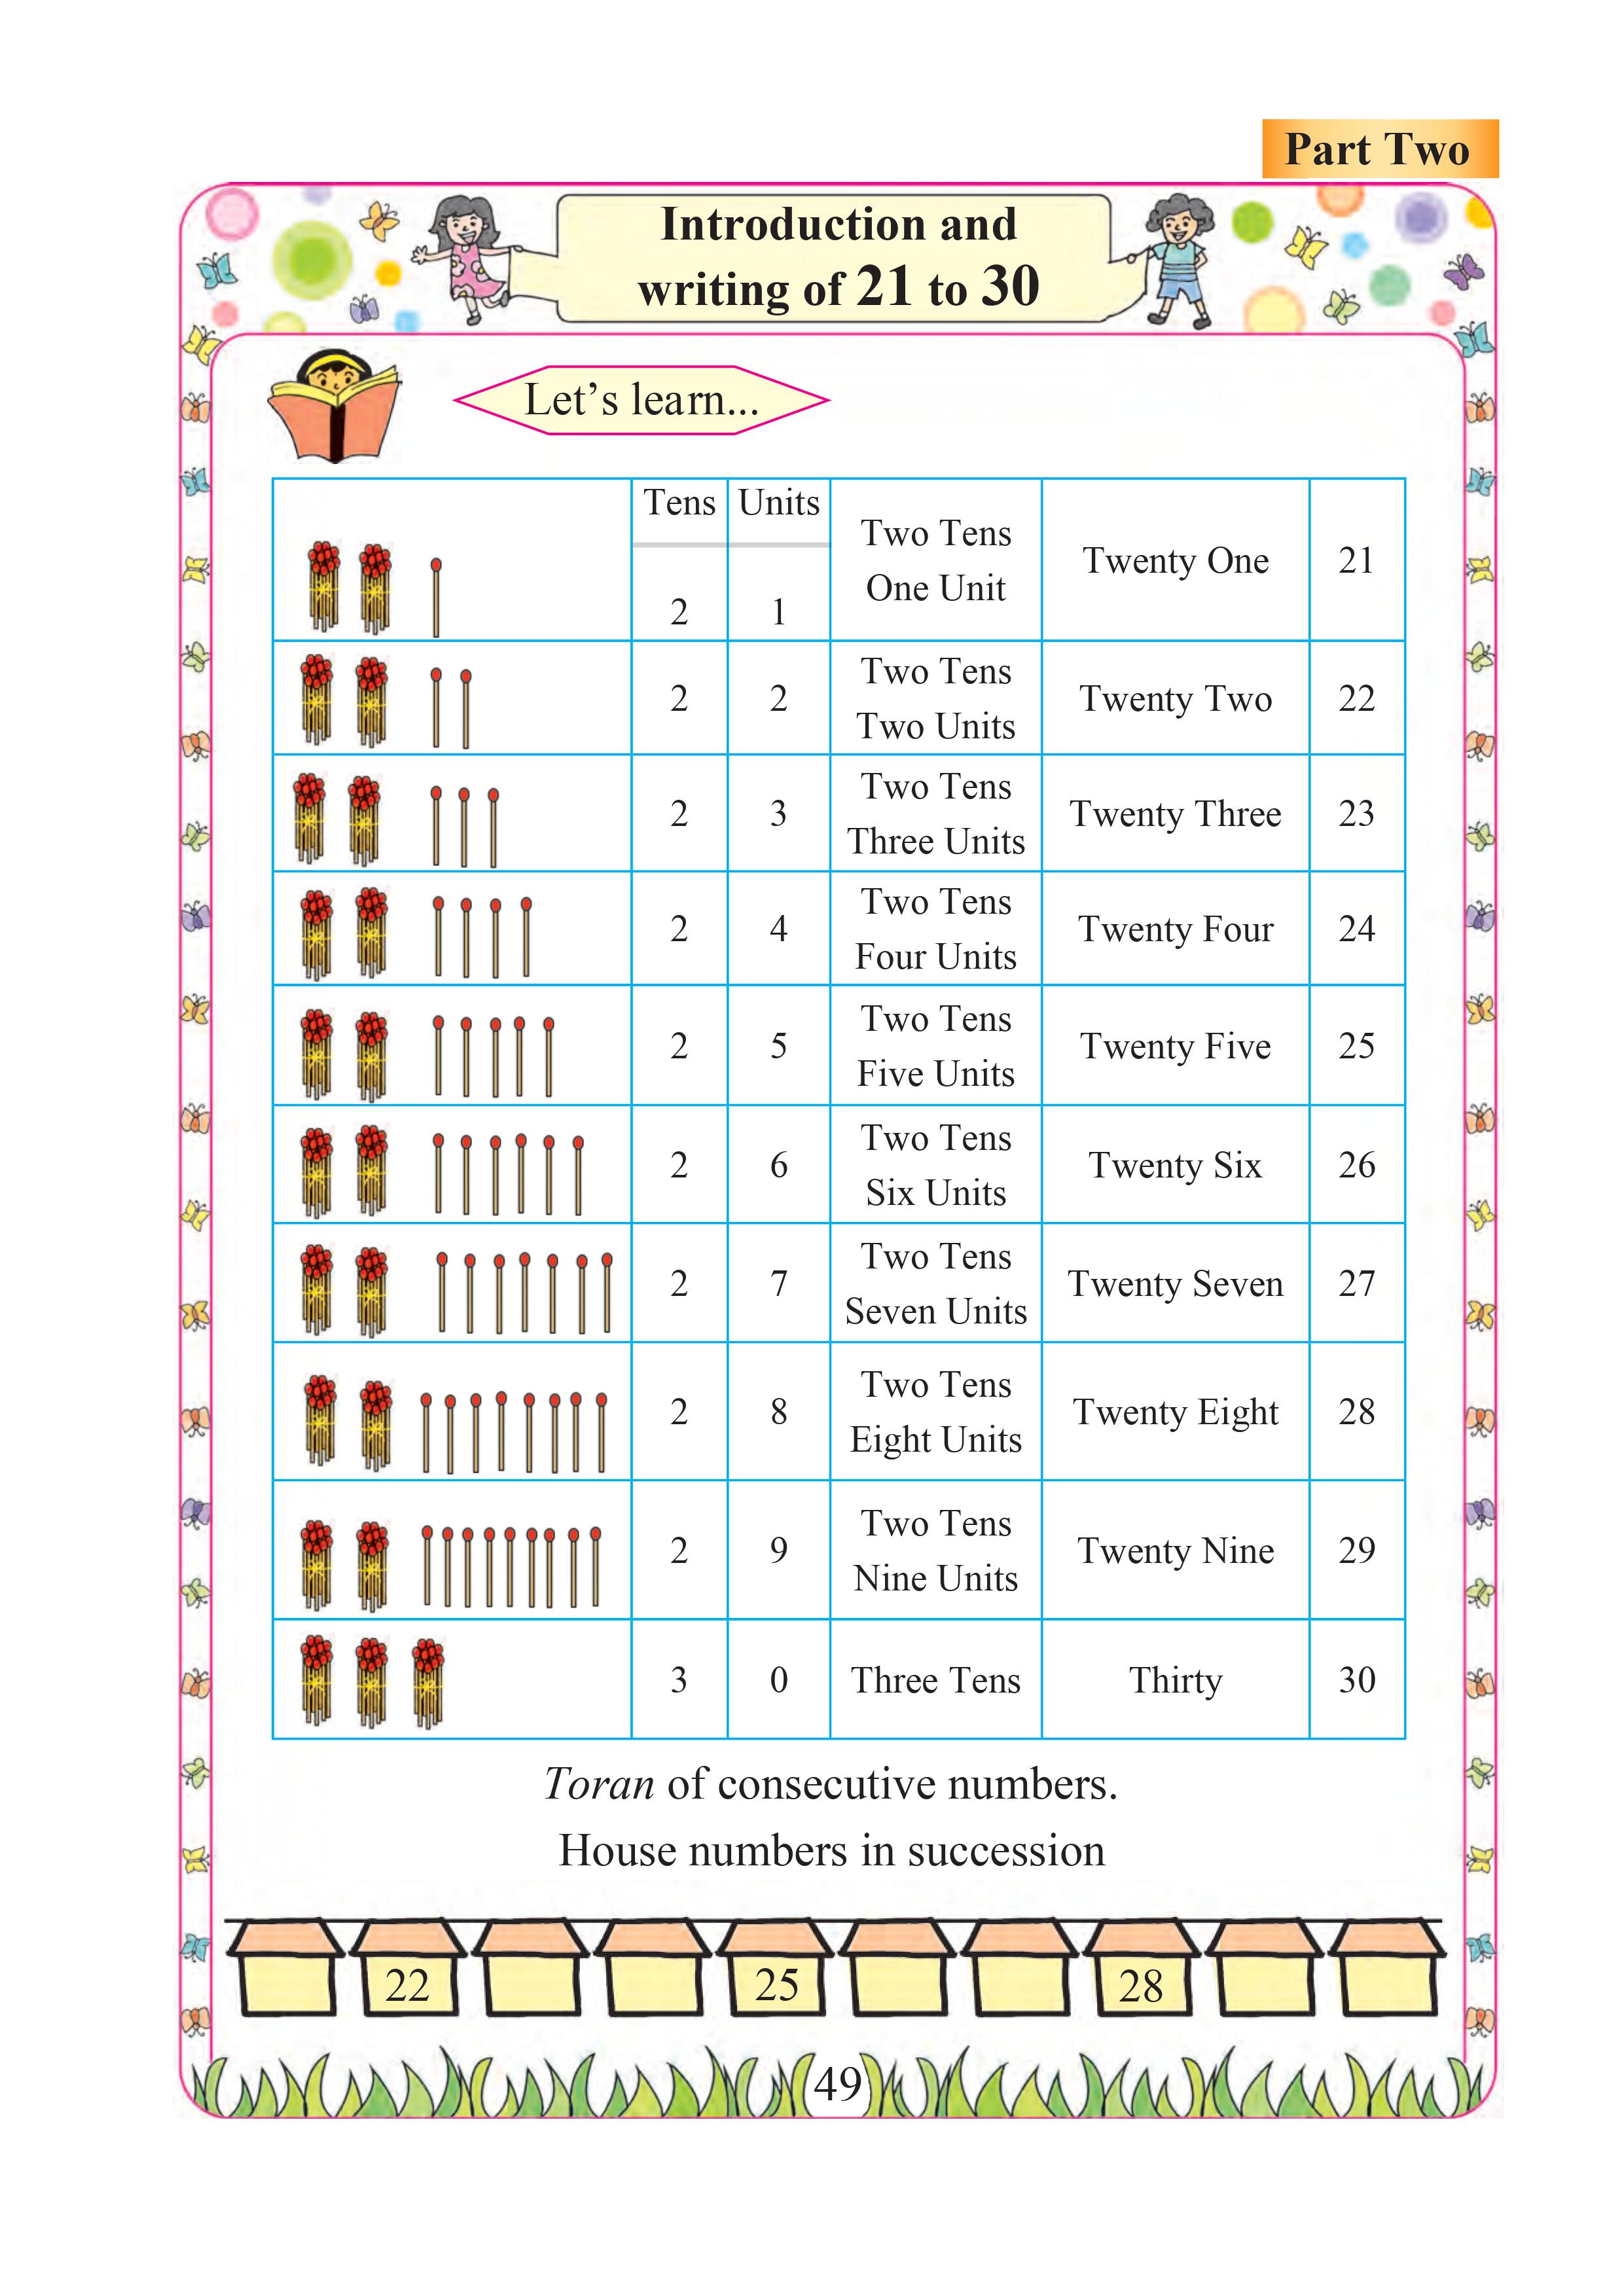 Part Two
Introduction and
writing of 21 to 30
Let's learn...
Tens Units
2 1 Two Tens
One Unit Twenty One 21
2 2 Two Tens
Two Units Twenty Two 22
2 3 Two Tens
Three Units Twenty Three 23
2 4 Two Tens
Four Units Twenty Four 24
2 5 Two Tens
Five Units Twenty Five 25
2 6 Two Tens
Six Units Twenty Six 26
2 7 Two Tens
Seven Units Twenty Seven 27
2 8 Two Tens
Eight Units Twenty Eight 28
2 9 Two Tens
Nine Units Twenty Nine 29
3 0 Three Tens Thirty 30
Toran of consecutive numbers.
House numbers in succession
22 25 28
49